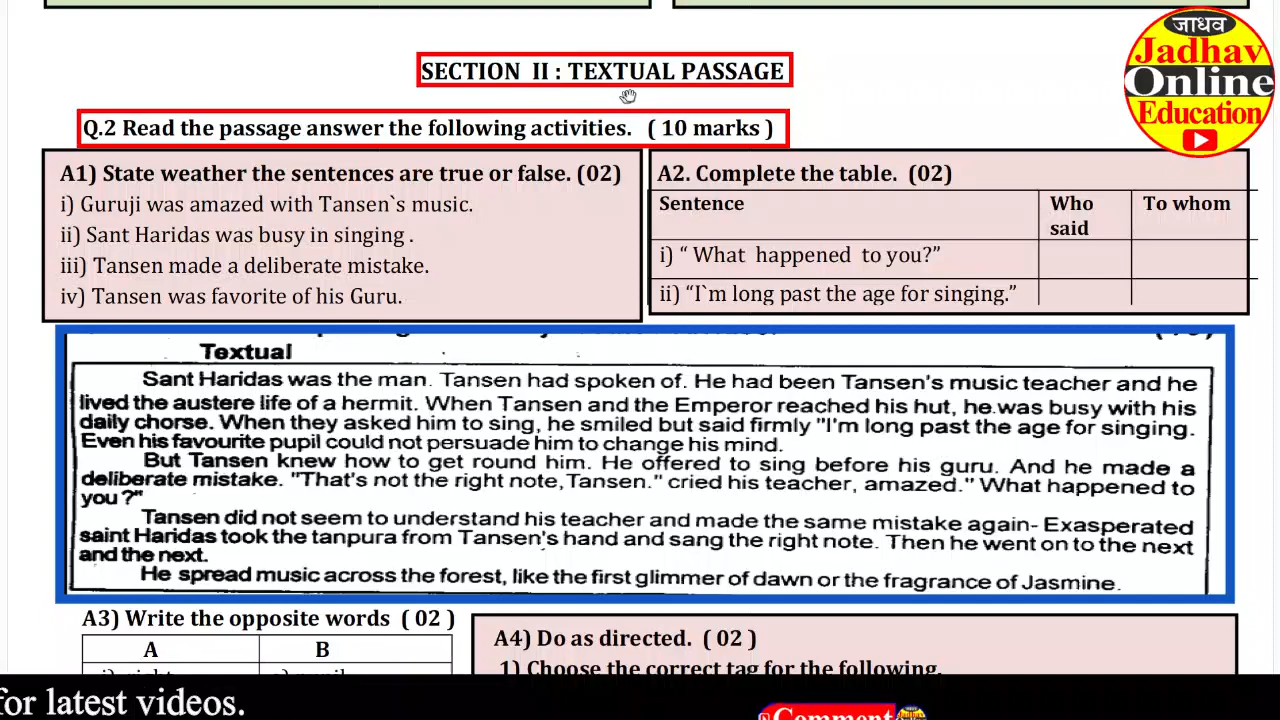 जाधव
Jadhav
Online
Education
SECTION II : TEXTUAL PASSAGE
Q.2 Read the passage answer the following activities. ( 10 marks )
A1) State weather the sentences are true or false. (02)
i) Guruji was amazed with Tansen`s music.
ii) Sant Haridas was busy in singing .
iii) Tansen made a deliberate mistake.
iv) Tansen was favorite of his Guru.
A2. Complete the table. (02)
Sentence Who said To whom
i) “ What happened to you?”
ii) “I`m long past the age for singing.”
Textual
Sant Haridas was the man. Tansen had spoken of. He had been Tansen's music teacher and he
lived the austere life of a hermit. When Tansen and the Emperor reached his hut, he was busy with his
daily chorse. When they asked him to sing, he smiled but said firmly "I'm long past the age for singing.
Even his favourite pupil could not persuade him to change his mind.
But Tansen knew how to get round him. He offered to sing before his guru. And he made a
deliberate mistake. "That's not the right note, Tansen." cried his teacher, amazed." What happened to
you?"
Tansen did not seem to understand his teacher and made the same mistake again- Exasperated
saint Haridas took the tanpura from Tansen's hand and sang the right note. Then he went on to the next
and the next.
He spread music across the forest, like the first glimmer of dawn or the fragrance of Jasmine.
A3) Write the opposite words ( 02 )
A B
A4) Do as directed. ( 02 )
1) Choose the correct tag for the following.
for latest videos.
Comment